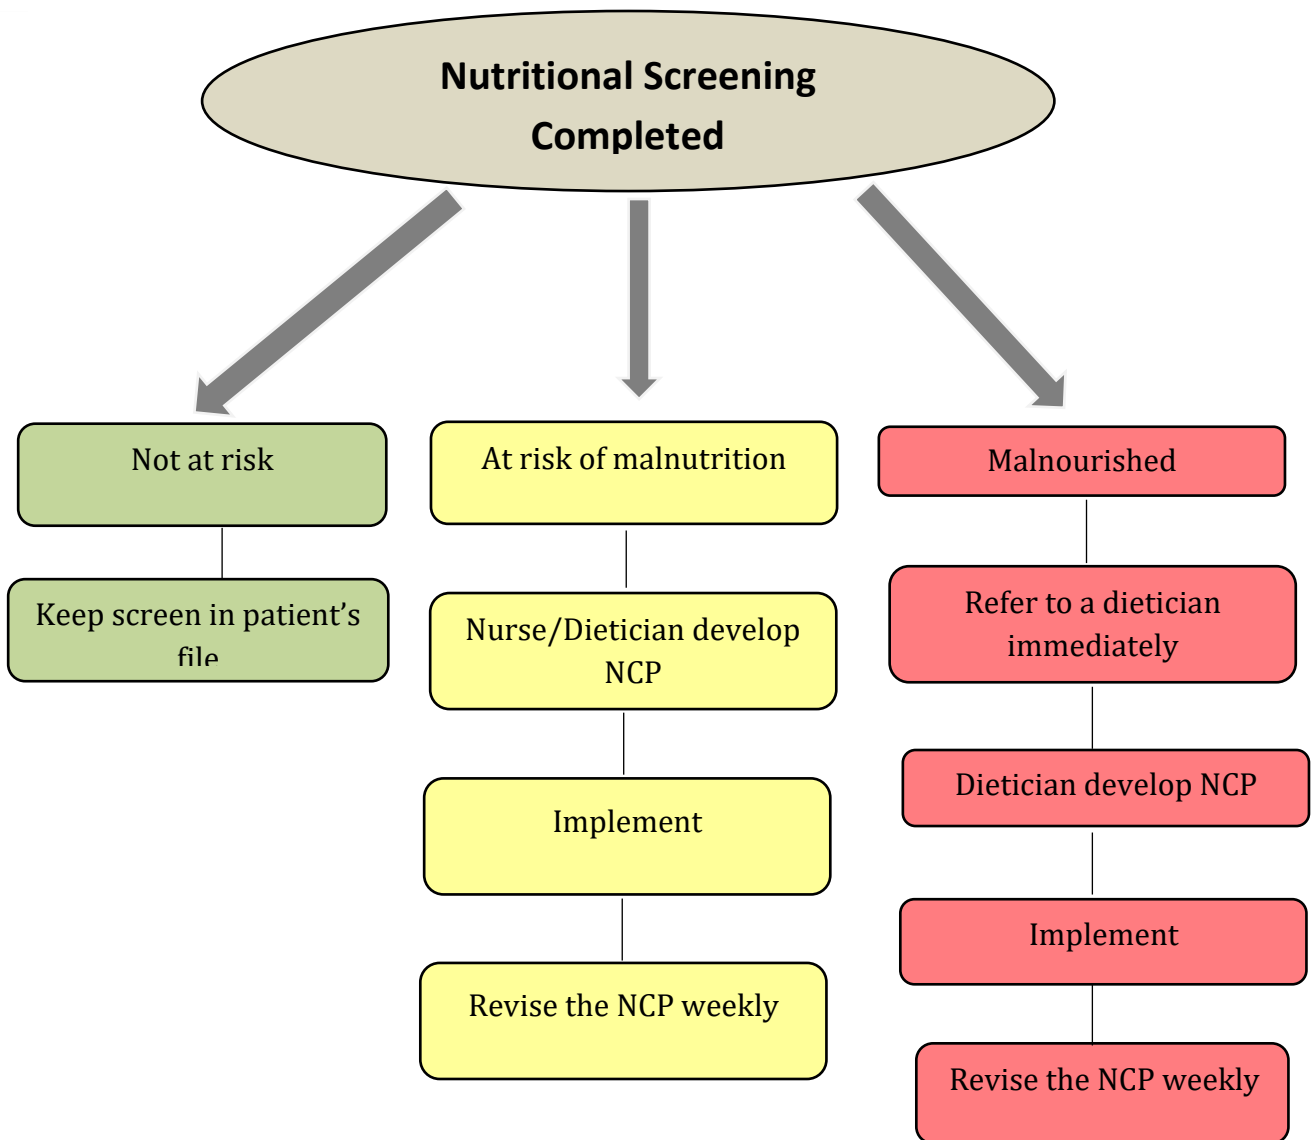 Nutritional Screening
Completed
Not at risk
Keep screen in patient’s
file
At risk of malnutrition
Nurse/Dietician develop
NCP
Implement
Revise the NCP weekly
Malnourished
Refer to a dietician
immediately
Dietician develop NCP
Implement
Revise the NCP weekly